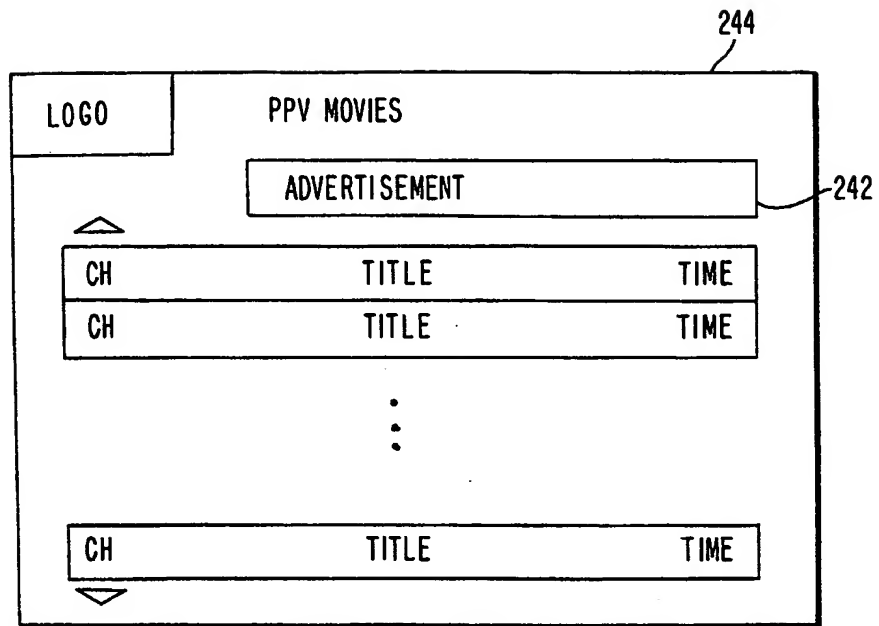 244
LOGO PPV MOVIES
ADVERTISEMENT
242
CH TITLE TIME
CH TITLE TIME
CH TITLE TIME